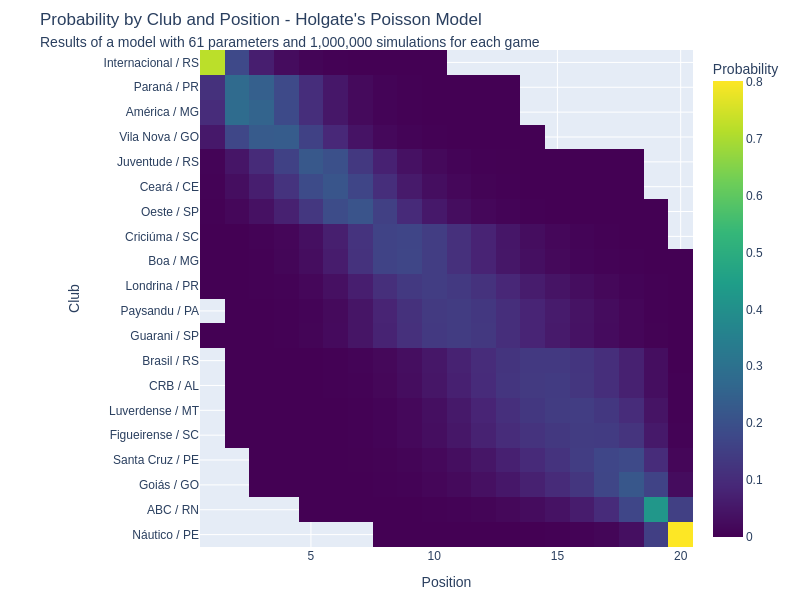 Probability by Club and Position - Holgate's Poisson Model
Results of a model with 61 parameters and 1,000,000 simulations for each game
Probability
Internacional / RS
Paraná / PR
América / MG
Vila Nova / GO
Juventude / RS
Ceará / CE
Oeste / SP
Criciúma / SC
Boa / MG
Londrina / PR
Paysandu / PA
Guarani / SP
Brasil / RS
CRB / AL
Luverdense / MT
Figueirense / SC
Santa Cruz / PE
Goiás / GO
ABC / RN
Náutico / PE
Club
5
10
15
20
Position
0.8
0.7
0.6
0.5
0.4
0.3
0.2
0.1
0